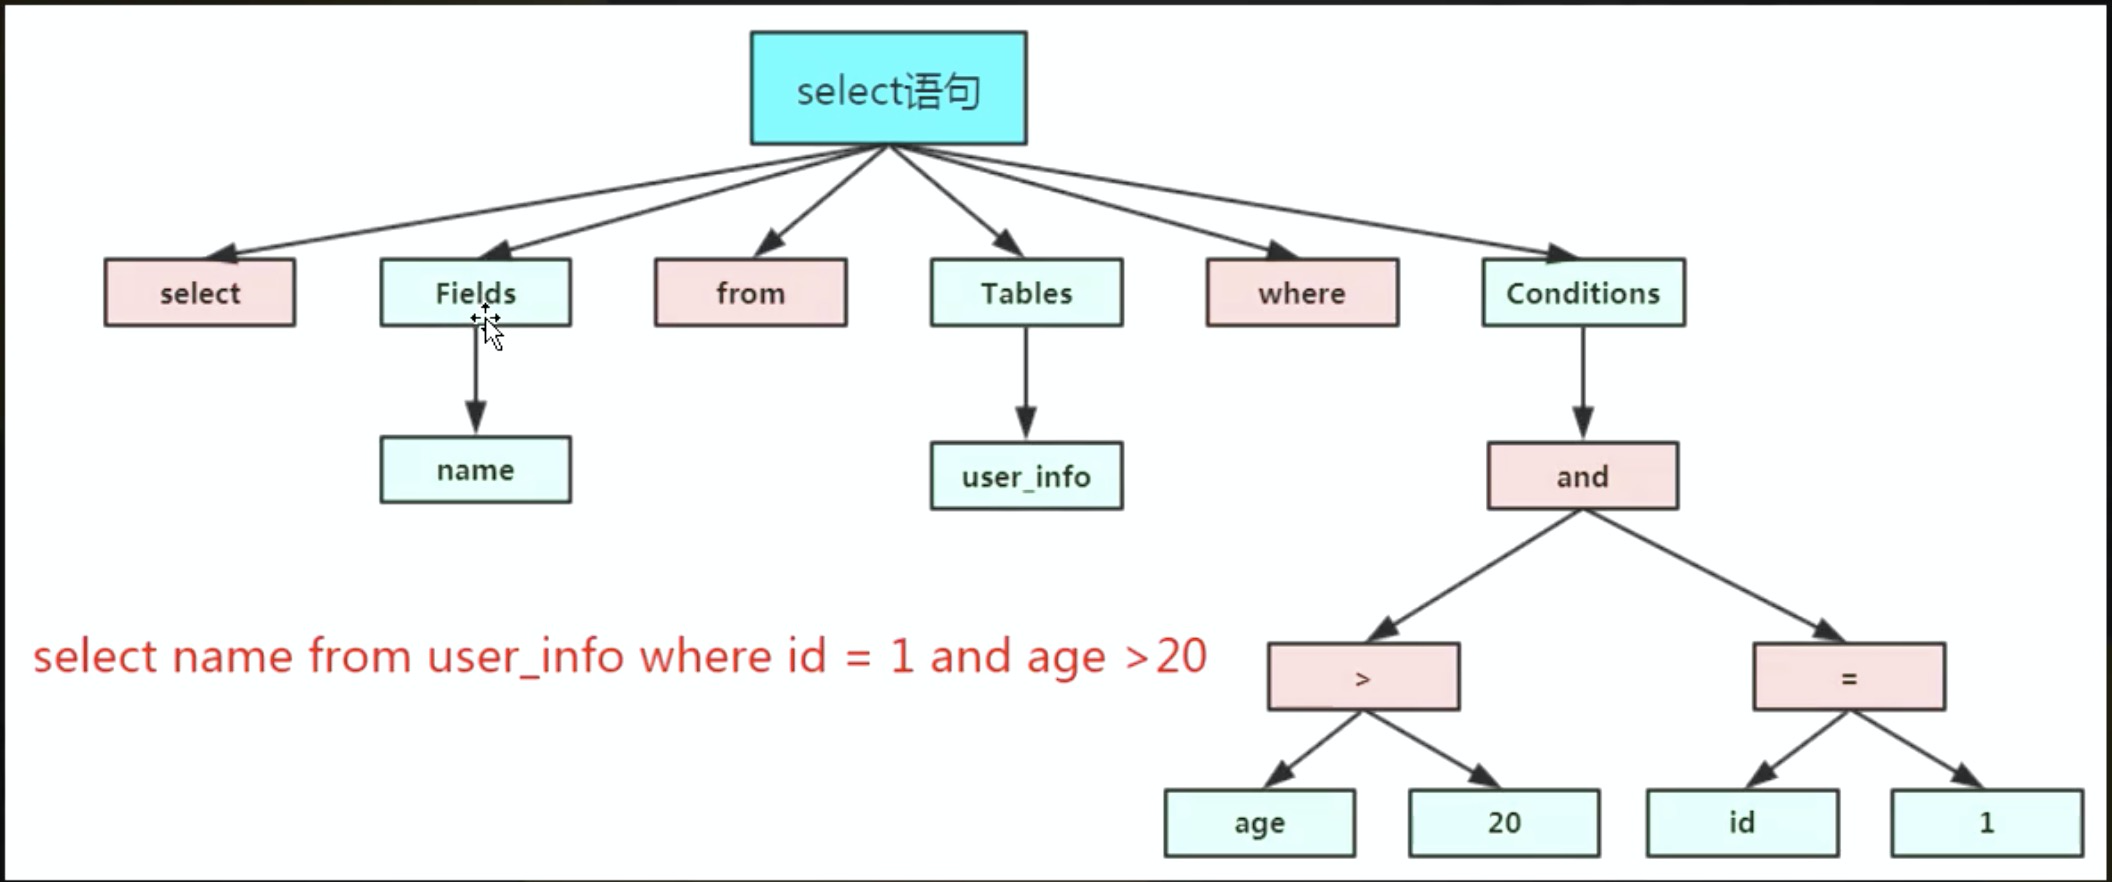 select语句
select
Fields
from
Tables
where
Conditions
name
user_info
and
select name from user_info where id = 1 and age >20
>
=
age
20
id
1